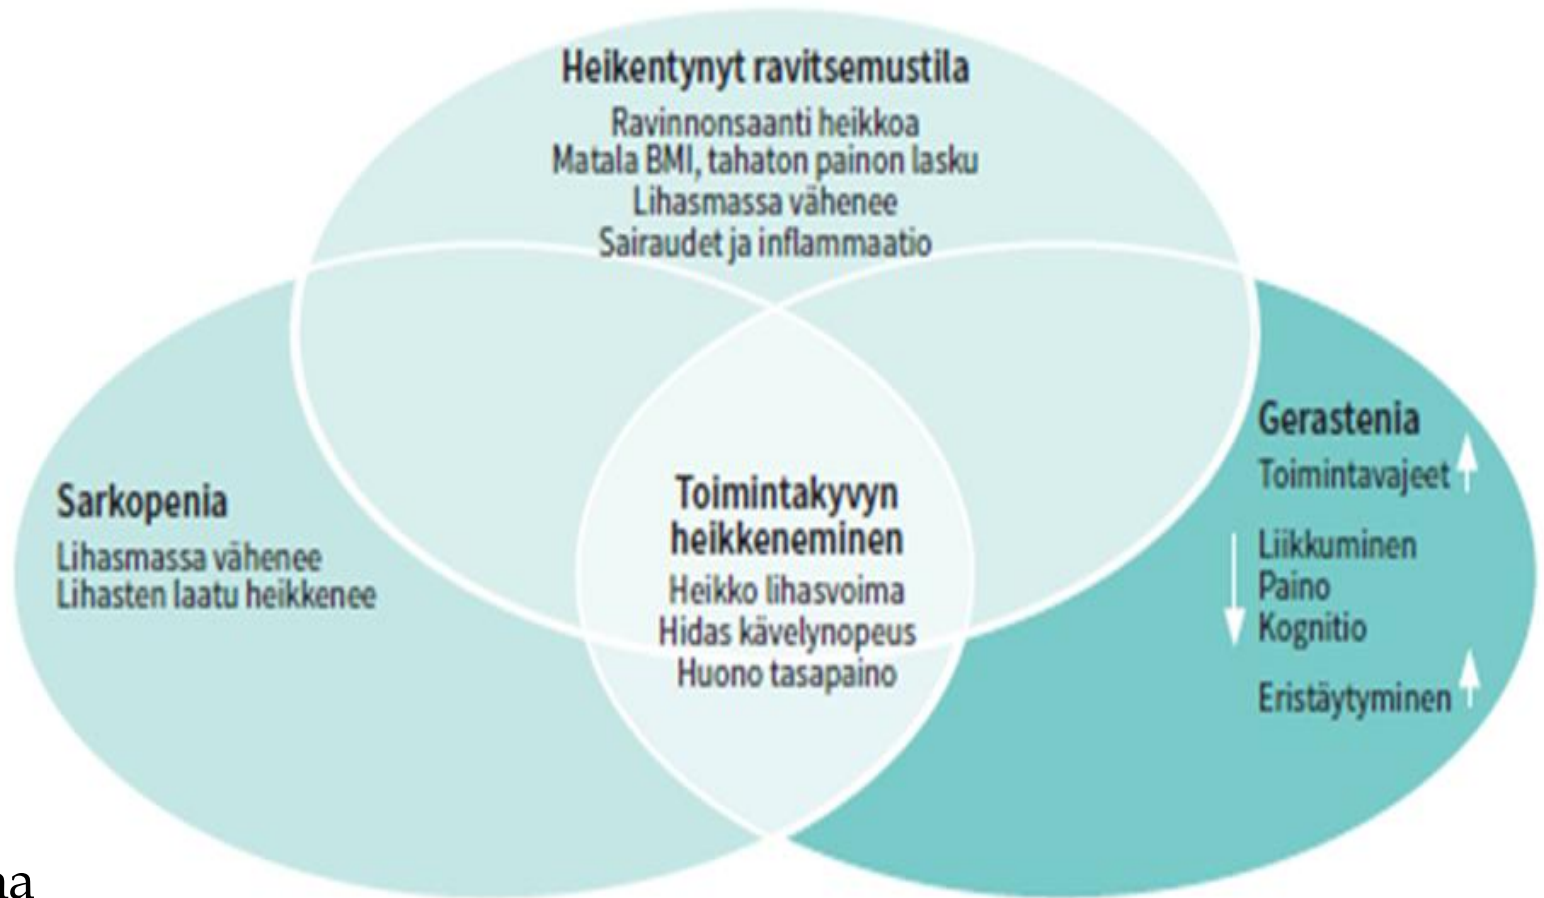 Heikentynyt ravitsemustila
Ravinnonsaanti heikkoa
Matala BMI, tahaton painon lasku
Lihasmassa vähenee
Sairaudet ja inflammaatio
Sarkopenia
Lihasmassa vähenee
Lihasten laatu heikkenee
Toimintakyvyn
heikkeneminen
Heikko lihasvoima
Hidas kävelynopeus
Huono tasapaino
Gerastenia
Toimintavajeet
Liikkuminen
Paino
Kognitio
Eristäytyminen